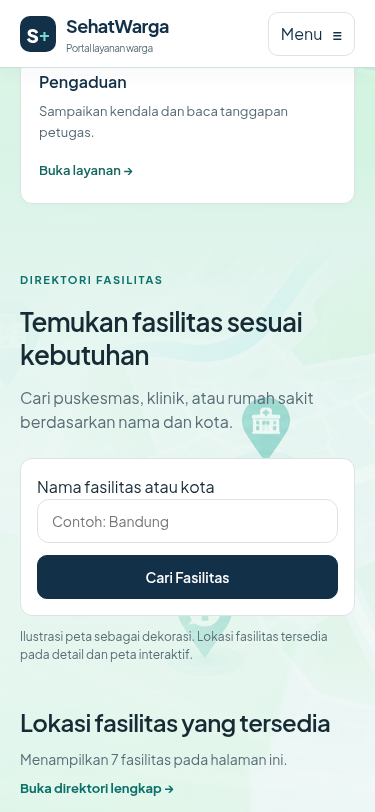 S+
SehatWarga
Portal layanan warga
Menu ≡
Pengaduan
Sampaikan kendala dan baca tanggapan
petugas.
Buka layanan →
DIREKTORI FASILITAS
Temukan fasilitas sesuai
kebutuhan
Cari puskesmas, klinik, atau rumah sakit
berdasarkan nama dan kota.
Nama fasilitas atau kota
Contoh: Bandung
Cari Fasilitas
Ilustrasi peta sebagai dekorasi. Lokasi fasilitas tersedia
pada detail dan peta interaktif.
Lokasi fasilitas yang tersedia
Menampilkan 7 fasilitas pada halaman ini.
Buka direktori lengkap →